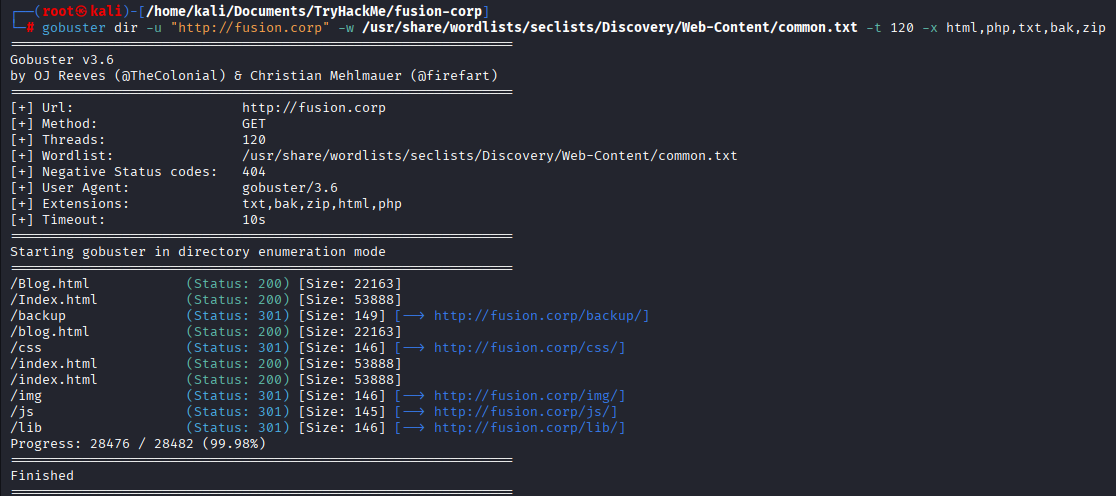 ┌──(root㉿kali)-[/home/kali/Documents/TryHackMe/fusion-corp]
└─# gobuster dir -u "http://fusion.corp" -w /usr/share/wordlists/seclists/Discovery/Web-Content/common.txt -t 120 -x html,php,txt,bak,zip
===============================================================
Gobuster v3.6
by OJ Reeves (@TheColonial) & Christian Mehlmauer (@firefart)
===============================================================
[+] Url:                     http://fusion.corp
[+] Method:                  GET
[+] Threads:                 120
[+] Wordlist:                /usr/share/wordlists/seclists/Discovery/Web-Content/common.txt
[+] Negative Status codes:   404
[+] User Agent:              gobuster/3.6
[+] Extensions:              txt,bak,zip,html,php
[+] Timeout:                 10s
===============================================================
Starting gobuster in directory enumeration mode
===============================================================
/Blog.html            (Status: 200) [Size: 22163]
/Index.html           (Status: 200) [Size: 53888]
/backup               (Status: 301) [Size: 149] [--> http://fusion.corp/backup/]
/blog.html            (Status: 200) [Size: 22163]
/css                  (Status: 301) [Size: 146] [--> http://fusion.corp/css/]
/index.html           (Status: 200) [Size: 53888]
/index.html           (Status: 200) [Size: 53888]
/img                  (Status: 301) [Size: 146] [--> http://fusion.corp/img/]
/js                   (Status: 301) [Size: 145] [--> http://fusion.corp/js/]
/lib                  (Status: 301) [Size: 146] [--> http://fusion.corp/lib/]
Progress: 28476 / 28482 (99.98%)
===============================================================
Finished
===============================================================